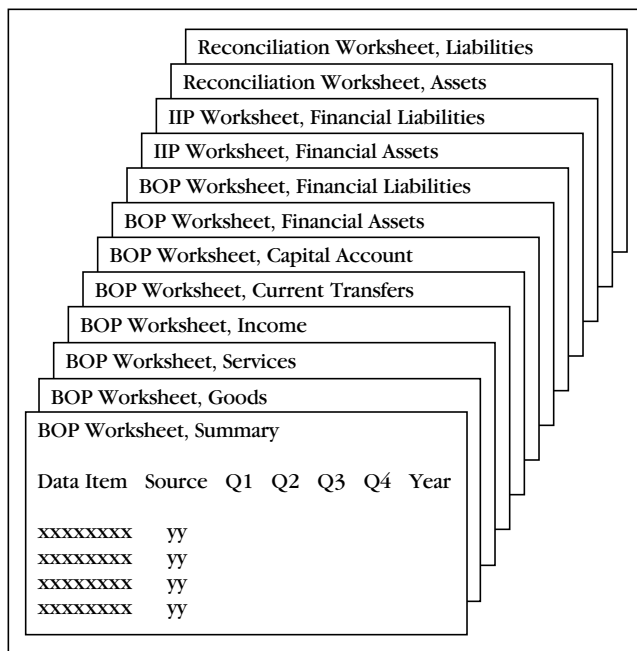 Reconciliation Worksheet, Liabilities
Reconciliation Worksheet, Assets
IIP Worksheet, Financial Liabilities
IIP Worksheet, Financial Assets
BOP Worksheet, Financial Liabilities
BOP Worksheet, Financial Assets
BOP Worksheet, Capital Account
BOP Worksheet, Current Transfers
BOP Worksheet, Income
BOP Worksheet, Services
BOP Worksheet, Goods
BOP Worksheet, Summary
Data Item Source Q1 Q2 Q3 Q4 Year
xxxxxxxx yy
xxxxxxxx yy
xxxxxxxx yy
xxxxxxxx yy